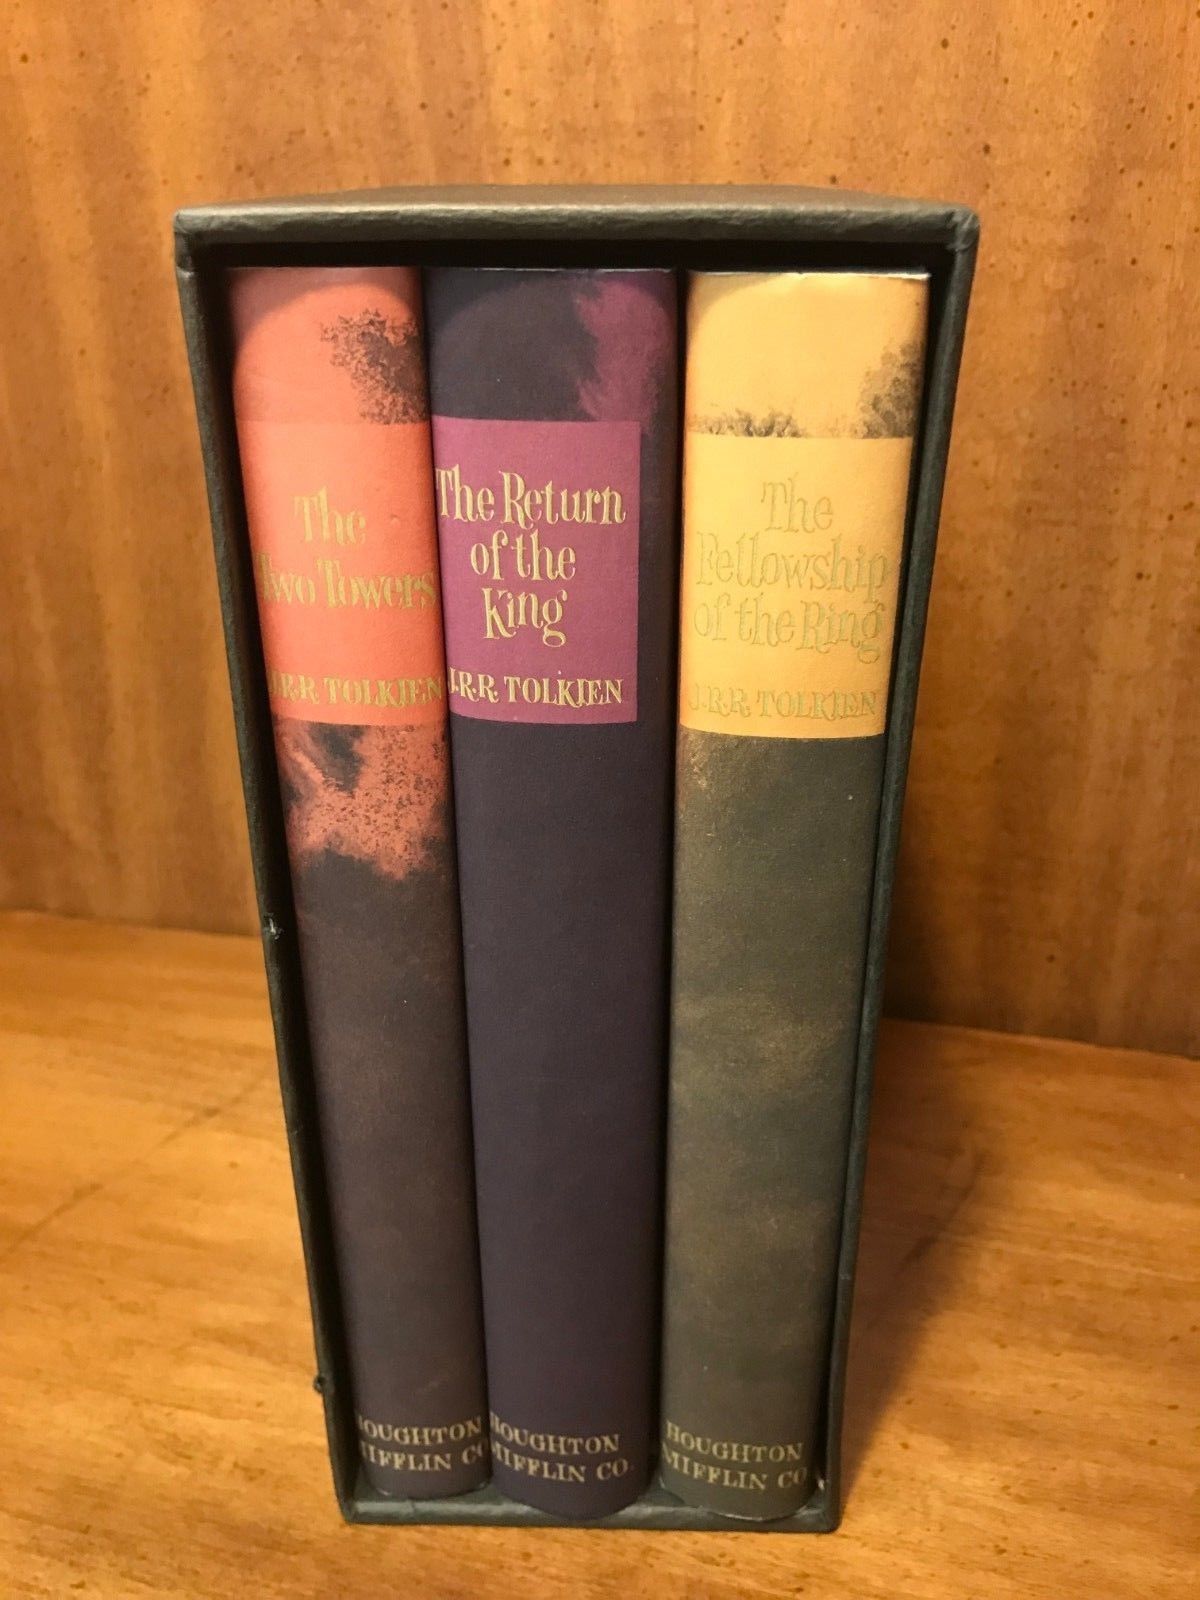 The
Two Towers
J.R.R. TOLKIEN
HOUGHTON
MIFFLIN CO.
The Return
of the
King
J.R.R. TOLKIEN
HOUGHTON
MIFFLIN CO.
The
Fellowship
of the Ring
J.R.R. TOLKIEN
HOUGHTON
MIFFLIN CO.